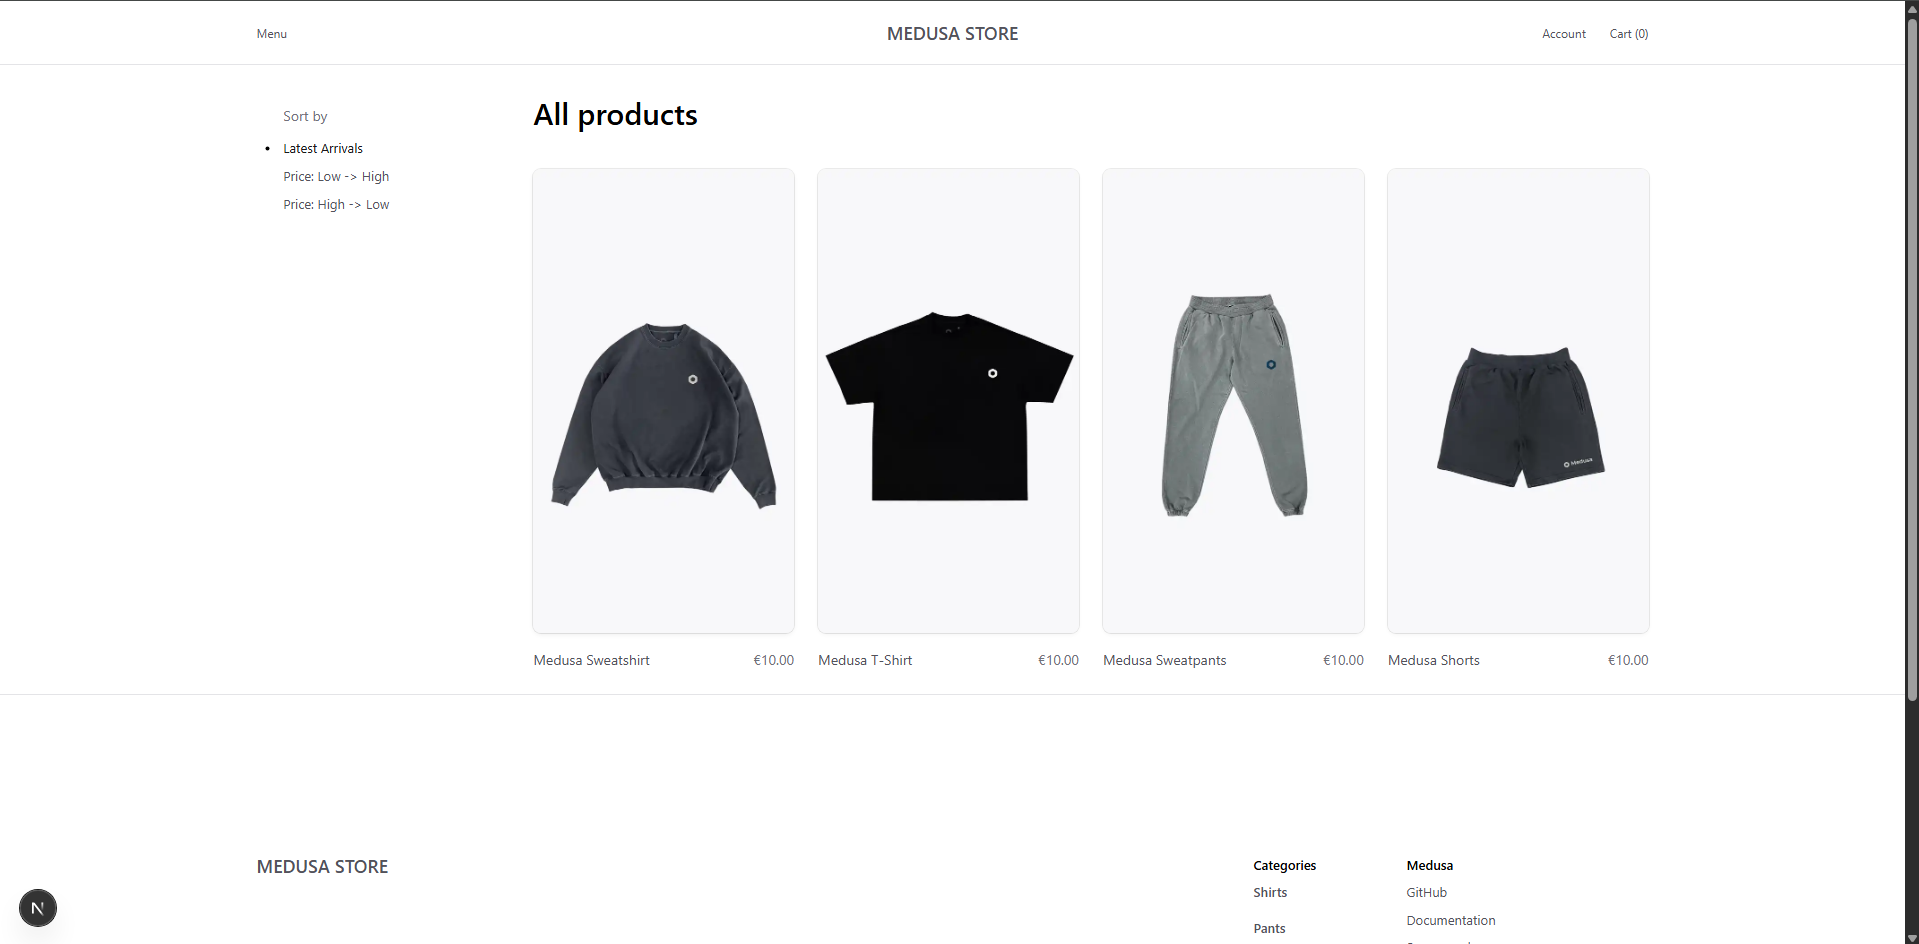 Menu
MEDUSA STORE
Account
Cart (0)
Sort by
• Latest Arrivals
Price: Low -> High
Price: High -> Low
All products
Medusa
Medusa Sweatshirt
€10.00
Medusa T-Shirt
€10.00
Medusa Sweatpants
€10.00
Medusa Shorts
€10.00
MEDUSA STORE
Categories
Shirts
Pants
Medusa
GitHub
Documentation
N